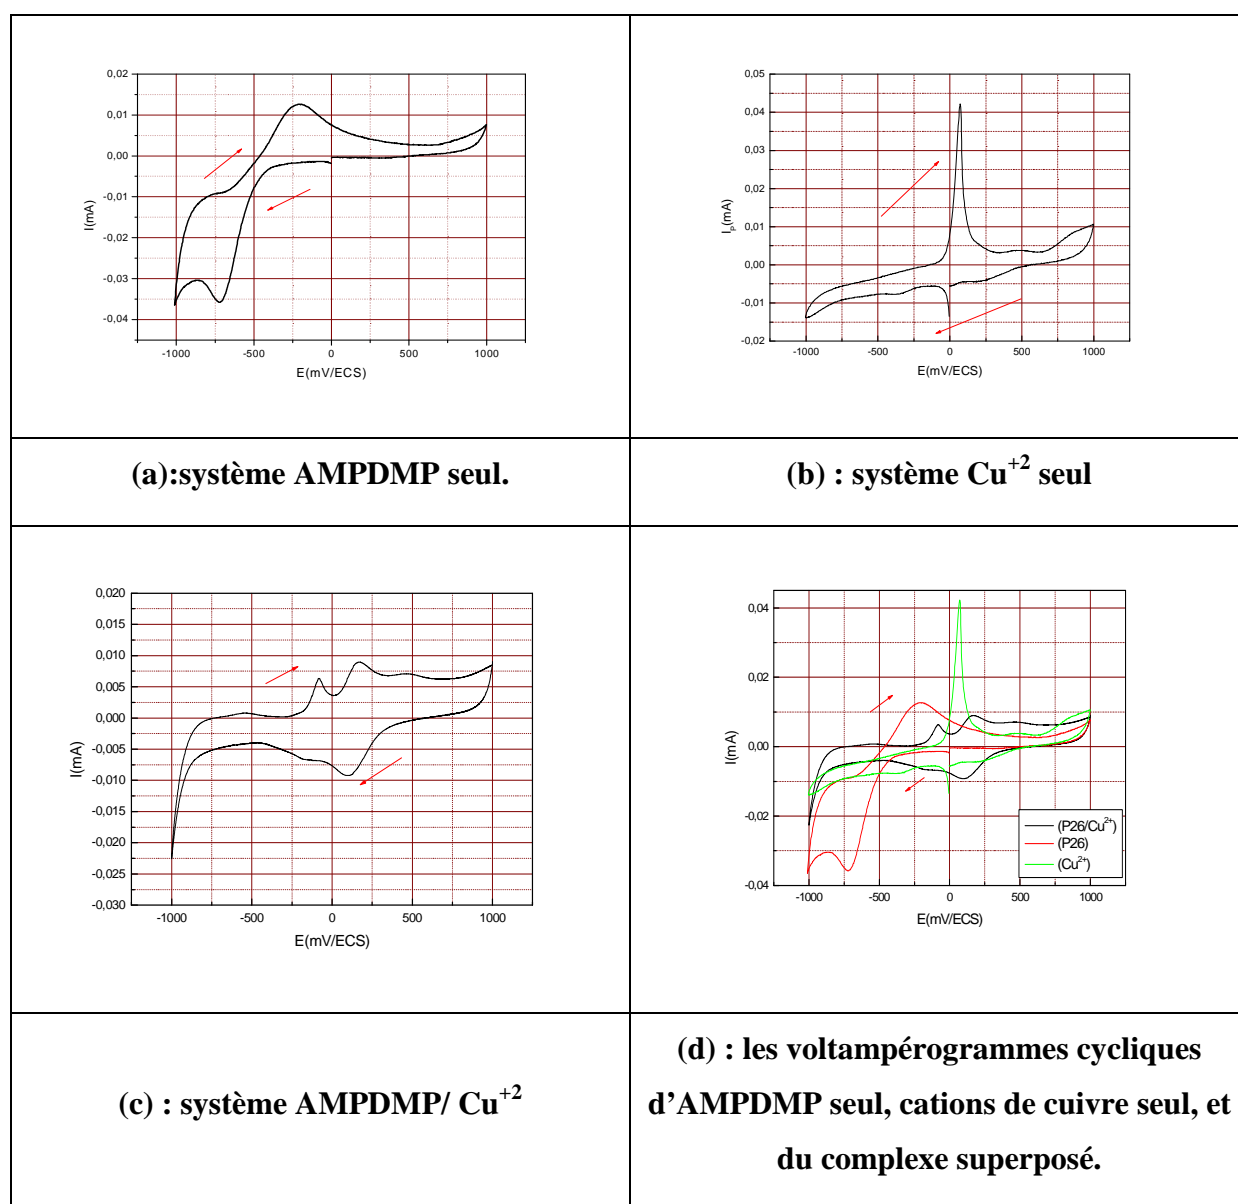 0,02
0,01
0,00
-0,01
-0,02
-0,03
-0,04
I(mA)
-1000 -500 0 500 1000
E(mV/ECS)
0,05
0,04
0,03
0,02
0,01
0,00
-0,01
-0,02
I_P(mA)
-1000 -500 0 500 1000
E(mV/ECS)
(a):système AMPDMP seul.
(b) : système Cu⁺² seul
0,020
0,015
0,010
0,005
0,000
-0,005
-0,010
-0,015
-0,020
-0,025
-0,030
I(mA)
-1000 -500 0 500 1000
E(mV/ECS)
0,04
0,02
0,00
-0,02
-0,04
I(mA)
-1000 -500 0 500 1000
E(mV/ECS)
(P26/Cu²⁺)
(P26)
(Cu²⁺)
(c) : système AMPDMP/ Cu⁺²
(d) : les voltampérogrammes cycliques
d’AMPDMP seul, cations de cuivre seul, et
du complexe superposé.